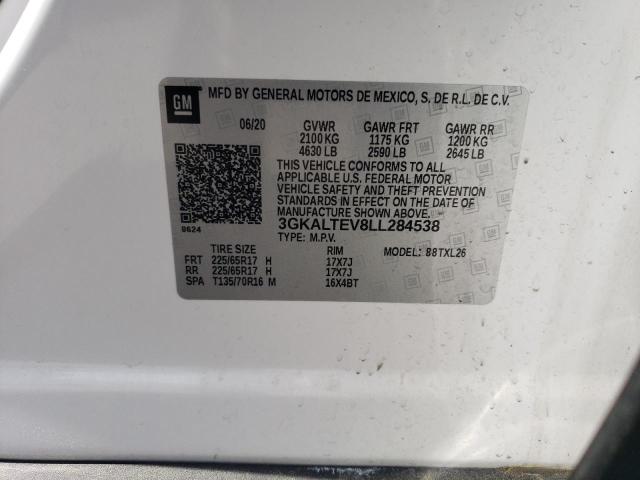 GM
MFD BY GENERAL MOTORS DE MEXICO, S. DE R.L. DE C.V.
06/20 GVWR GAWR FRT GAWR RR
2100 KG 1175 KG 1200 KG
4630 LB 2590 LB 2645 LB
THIS VEHICLE CONFORMS TO ALL
APPLICABLE U.S. FEDERAL MOTOR
VEHICLE SAFETY AND THEFT PREVENTION
STANDARDS IN EFFECT ON THE DATE OF
MANUFACTURE SHOWN ABOVE.
0624
3GKALTEV8LL284538
TYPE: M.P.V. MODEL: 88TXL26
TIRE SIZE RIM
FRT 225/65R17 H 17X7J
RR 225/65R17 H 17X7J
SPA T135/70R16 M 16X4BT